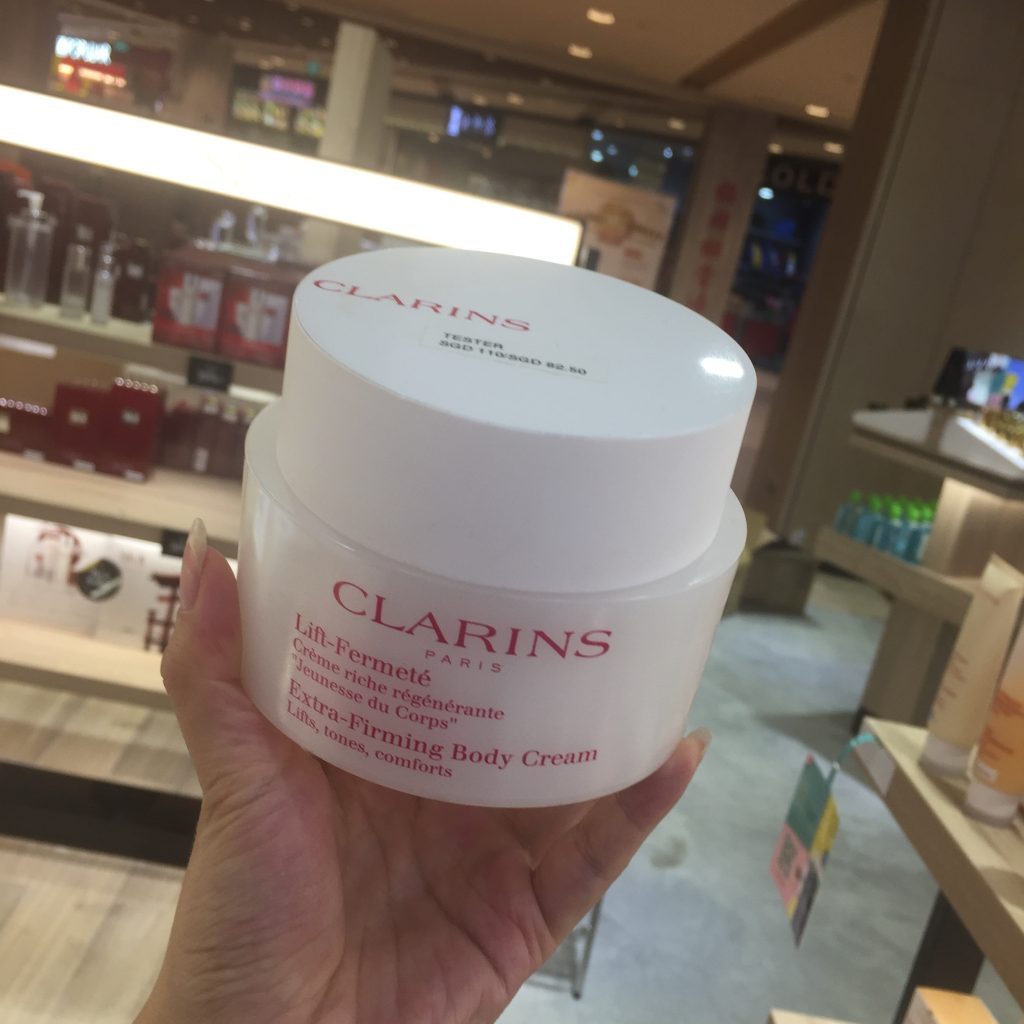 CLARINS
TESTER
SGD 110/SGD 82.50
CLARINS
PARIS
Lift-Fermeté
Crème riche régénérante
"Jeunesse du Corps"
Extra-Firming Body Cream
Lifts, tones, comforts
OLD